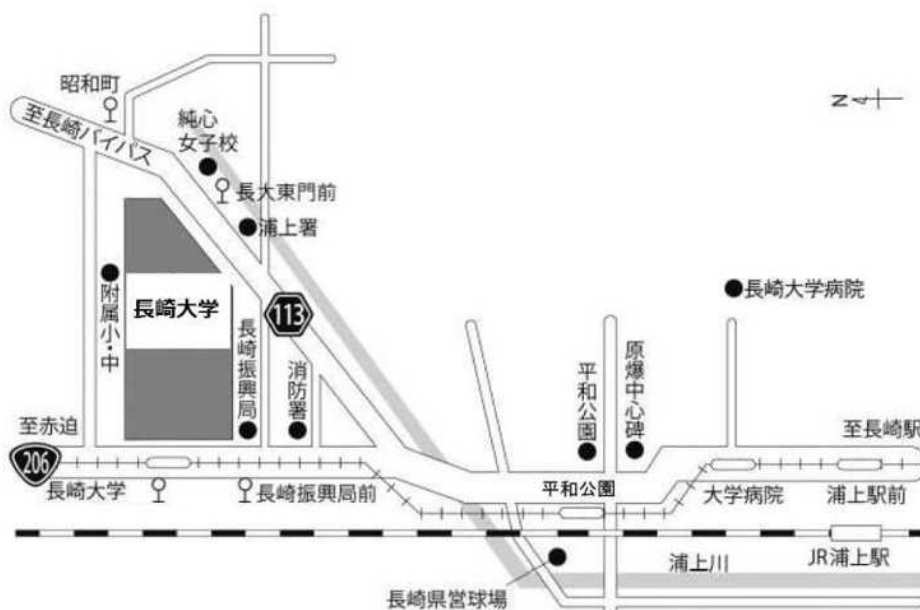 昭和町
至長崎バイパス
純心
女子校
N
長大東門前
浦上署
長崎大学病院
附属小・中
長崎大学
113
長崎振興局
消防署
平和公園
原爆中心碑
至赤迫
至長崎駅
206
長崎大学
長崎振興局前
平和公園
大学病院
浦上駅前
浦上川
JR浦上駅
長崎県営球場